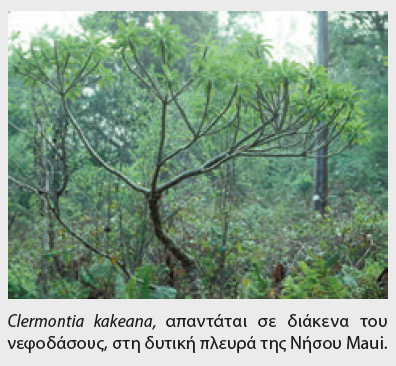 Clermontia kakeana, απαντάται σε διάκενα του
νεφοδάσους, στη δυτική πλευρά της Νήσου Maui.